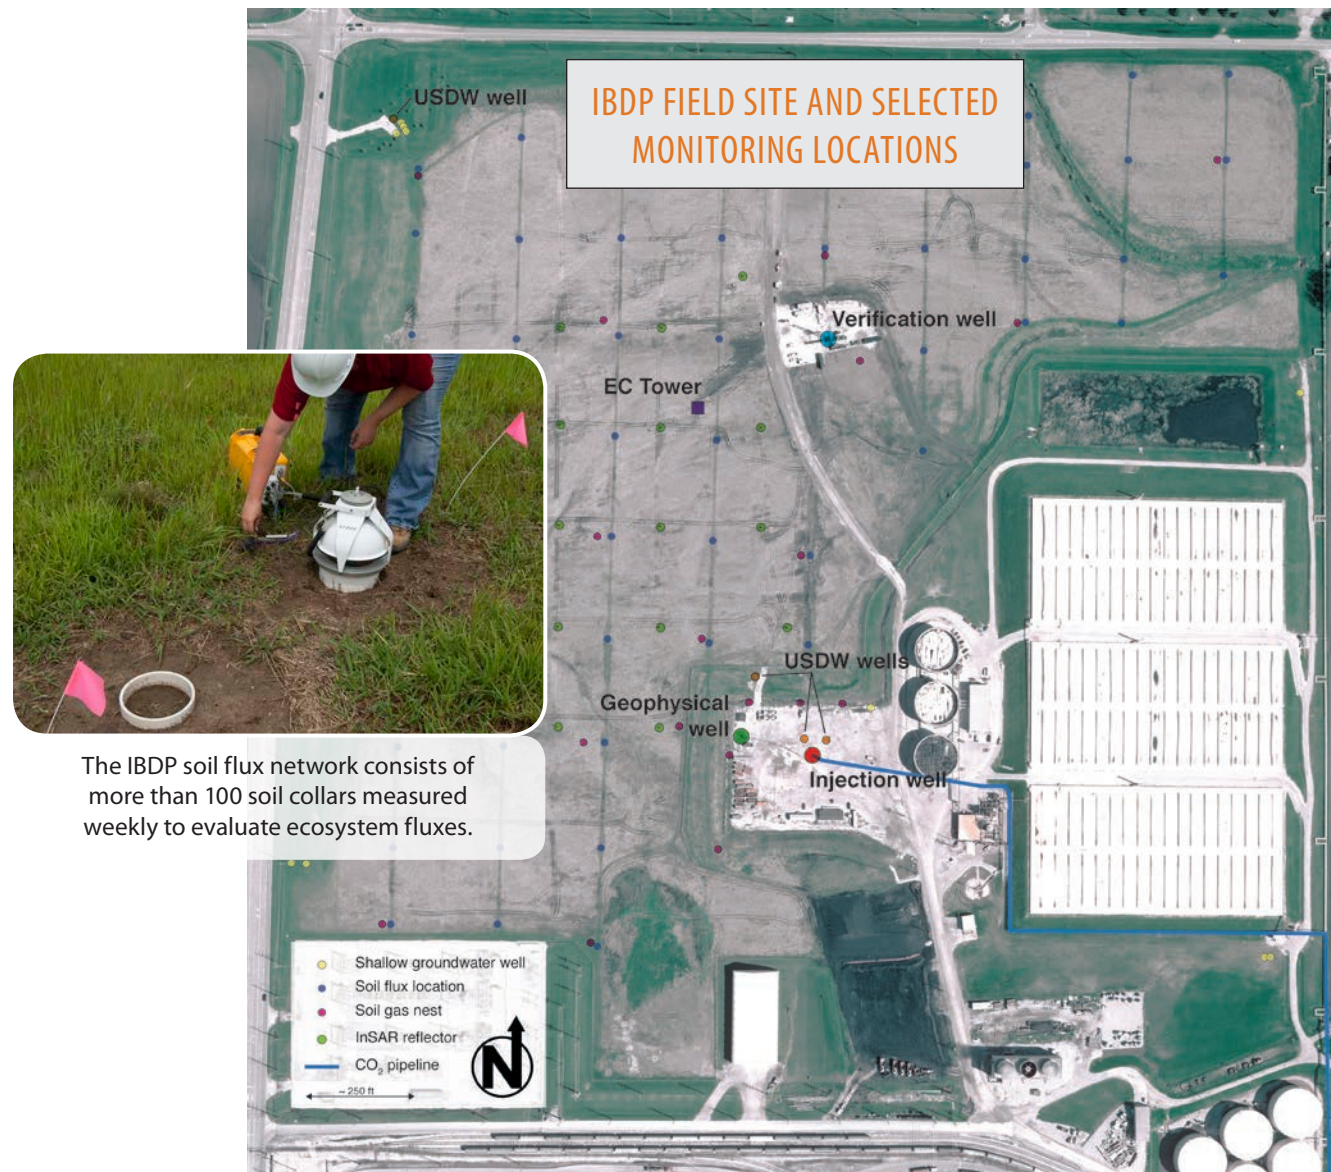 IBDP FIELD SITE AND SELECTED
MONITORING LOCATIONS
USDW well
Verification well
EC Tower
USDW wells
Geophysical
well
Injection well
The IBDP soil flux network consists of
more than 100 soil collars measured
weekly to evaluate ecosystem fluxes.
Shallow groundwater well
Soil flux location
Soil gas nest
InSAR reflector
CO₂ pipeline
~ 250 ft
N